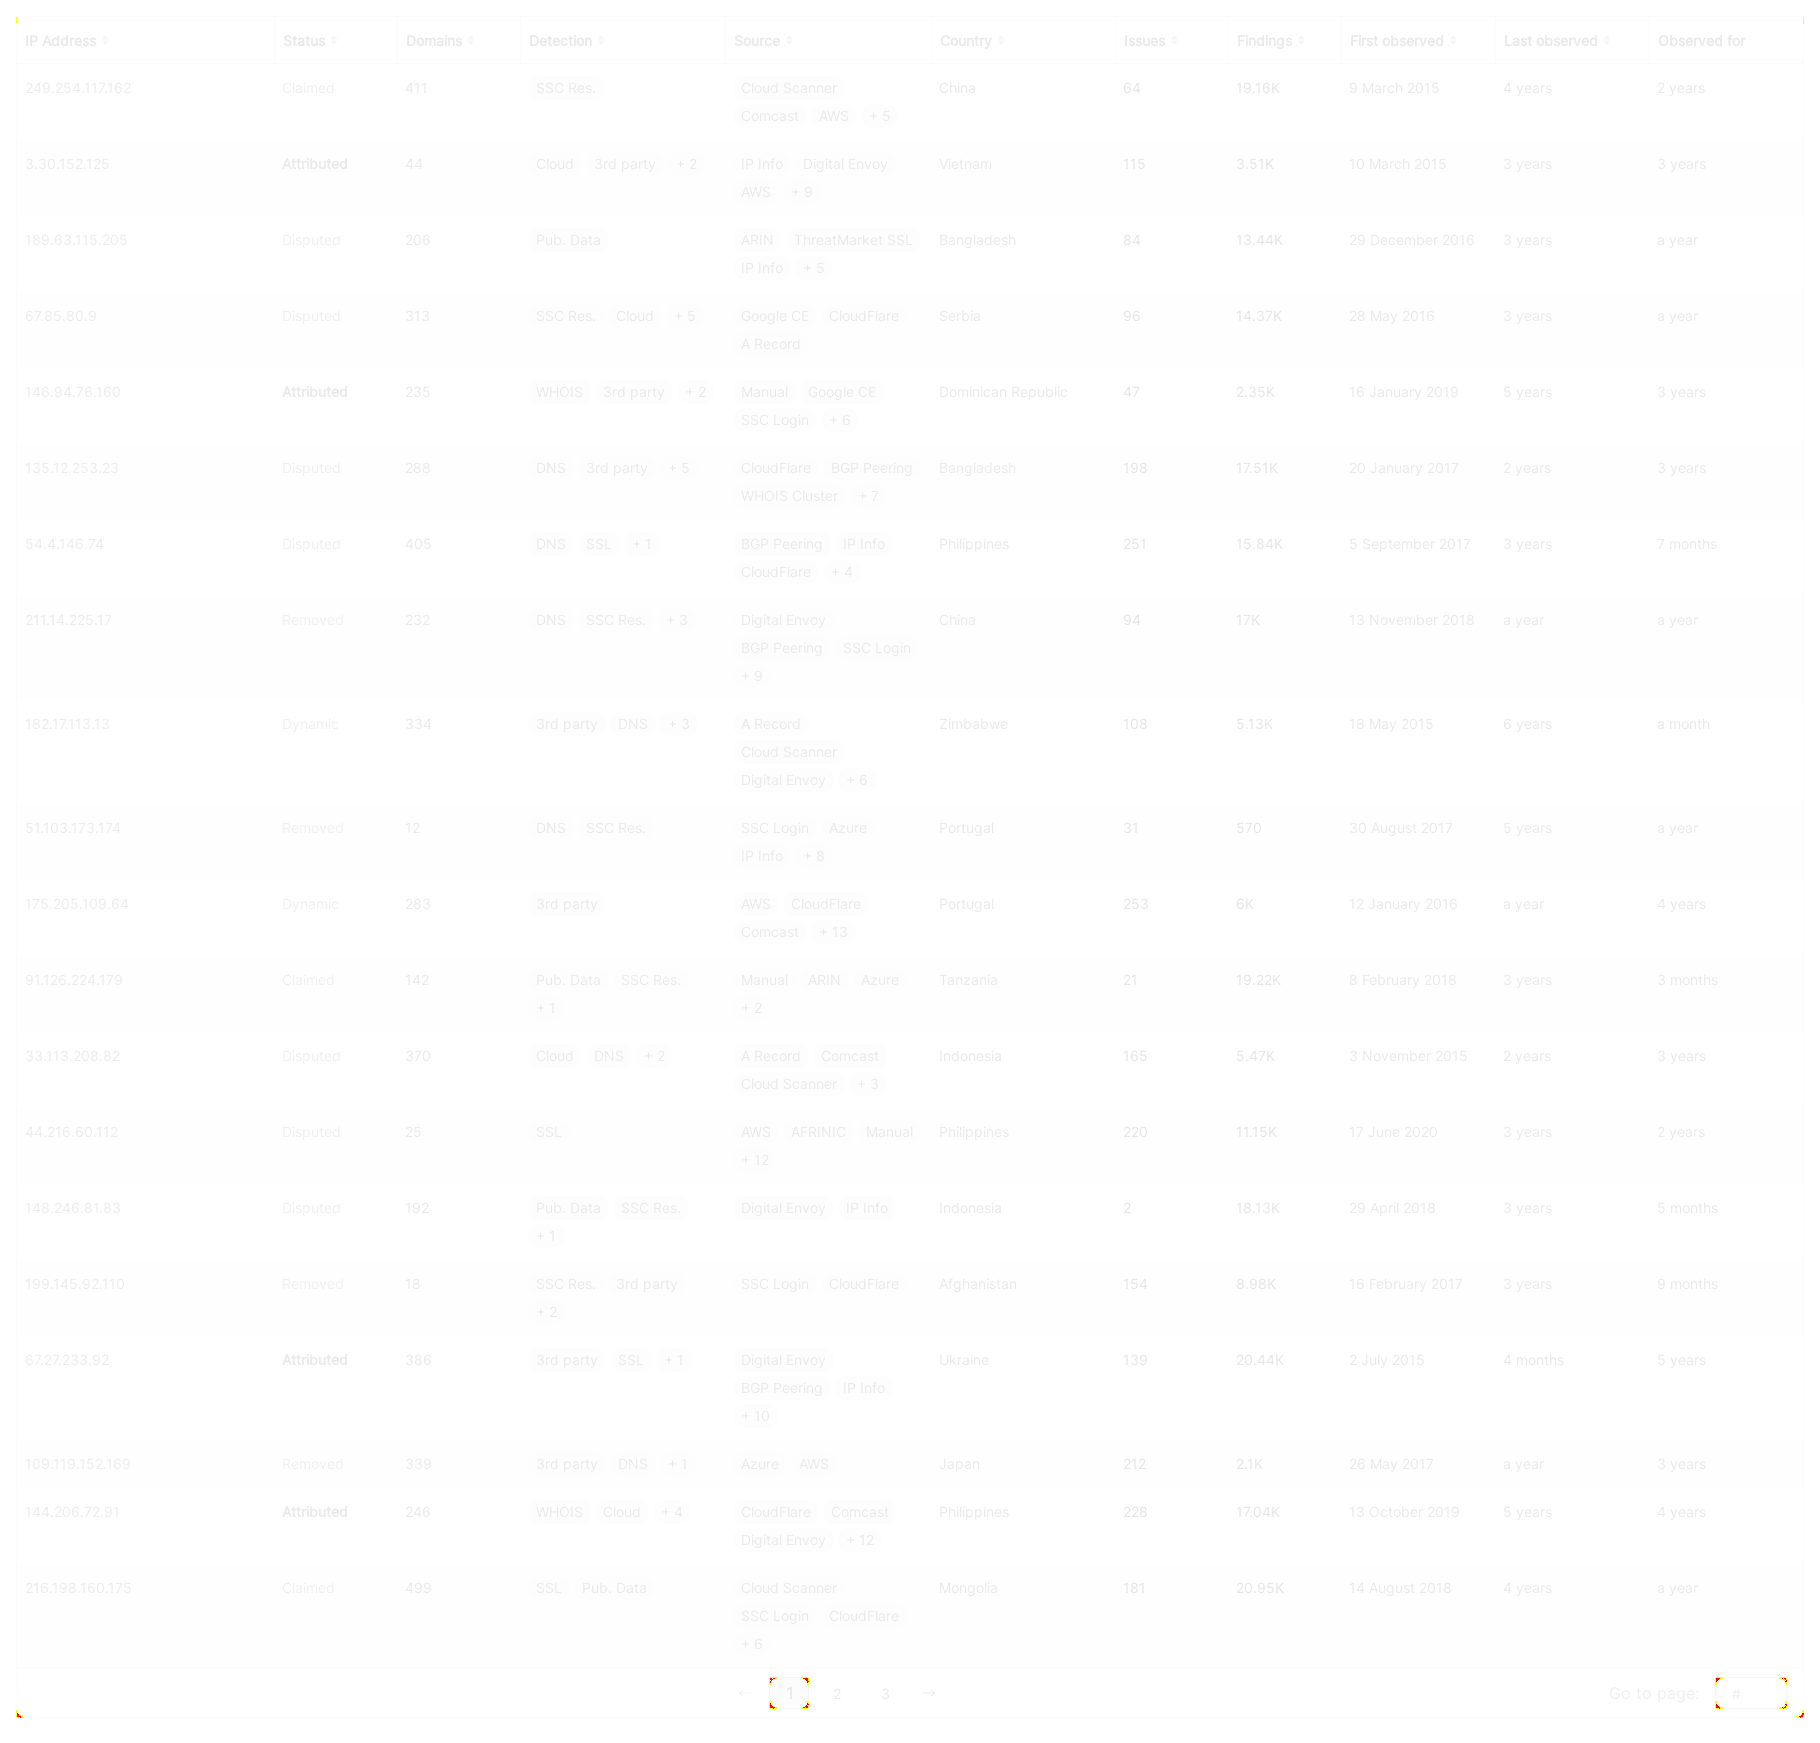 IP Address Status Domains Detection Source Country Issues Findings First observed Last observed Observed for
249.254.117.162 Claimed 411 SSC Res. Cloud Scanner China 64 19.16K 9 March 2015 4 years 2 years
Comcast AWS + 5
3.30.152.125 Attributed 44 Cloud 3rd party + 2 IP Info Digital Envoy Vietnam 115 3.51K 10 March 2015 3 years 3 years
AWS + 9
189.63.115.205 Disputed 206 Pub. Data ARIN ThreatMarket SSL Bangladesh 84 13.44K 29 December 2016 3 years a year
IP Info + 5
67.85.80.9 Disputed 313 SSC Res. Cloud + 5 Google CE CloudFlare Serbia 96 14.37K 28 May 2016 3 years a year
A Record
146.94.76.160 Attributed 235 WHOIS 3rd party + 2 Manual Google CE Dominican Republic 47 2.35K 16 January 2019 5 years 3 years
SSC Login + 6
135.12.253.23 Disputed 288 DNS 3rd party + 5 CloudFlare BGP Peering Bangladesh 198 17.51K 20 January 2017 2 years 3 years
WHOIS Cluster + 7
54.4.146.74 Disputed 405 DNS SSL + 1 BGP Peering IP Info Philippines 251 15.84K 5 September 2017 3 years 7 months
CloudFlare + 4
211.14.225.17 Removed 232 DNS SSC Res. + 3 Digital Envoy China 94 17K 13 November 2018 a year a year
BGP Peering SSC Login
+ 9
182.17.113.13 Dynamic 334 3rd party DNS + 3 A Record Zimbabwe 108 5.13K 18 May 2015 6 years a month
Cloud Scanner
Digital Envoy + 6
51.103.173.174 Removed 12 DNS SSC Res. SSC Login Azure Portugal 31 570 30 August 2017 5 years a year
IP Info + 8
175.205.109.64 Dynamic 283 3rd party AWS CloudFlare Portugal 253 6K 12 January 2016 a year 4 years
Comcast + 13
91.126.224.179 Claimed 142 Pub. Data SSC Res. Manual ARIN Azure Tanzania 21 19.22K 8 February 2018 3 years 3 months
+ 1 + 2
33.113.208.82 Disputed 370 Cloud DNS + 2 A Record Comcast Indonesia 165 5.47K 3 November 2015 2 years 3 years
Cloud Scanner + 3
44.216.60.112 Disputed 25 SSL AWS AFRINIC Manual Philippines 220 11.15K 17 June 2020 3 years 2 years
+ 12
148.246.81.83 Disputed 192 Pub. Data SSC Res. Digital Envoy IP Info Indonesia 2 18.13K 29 April 2018 3 years 5 months
+ 1
199.145.92.110 Removed 18 SSC Res. 3rd party SSC Login CloudFlare Afghanistan 154 8.98K 16 February 2017 3 years 9 months
+ 2
67.27.233.92 Attributed 386 3rd party SSL + 1 Digital Envoy Ukraine 139 20.44K 2 July 2015 4 months 5 years
BGP Peering IP Info
+ 10
109.119.152.169 Removed 339 3rd party DNS + 1 Azure AWS Japan 212 2.1K 26 May 2017 a year 3 years
144.206.72.91 Attributed 246 WHOIS Cloud + 4 CloudFlare Comcast Philippines 228 17.04K 13 October 2019 5 years 4 years
Digital Envoy + 12
216.198.160.175 Claimed 499 SSL Pub. Data Cloud Scanner Mongolia 181 20.95K 14 August 2018 4 years a year
SSC Login CloudFlare
+ 6
← 1 2 3 → Go to page: #